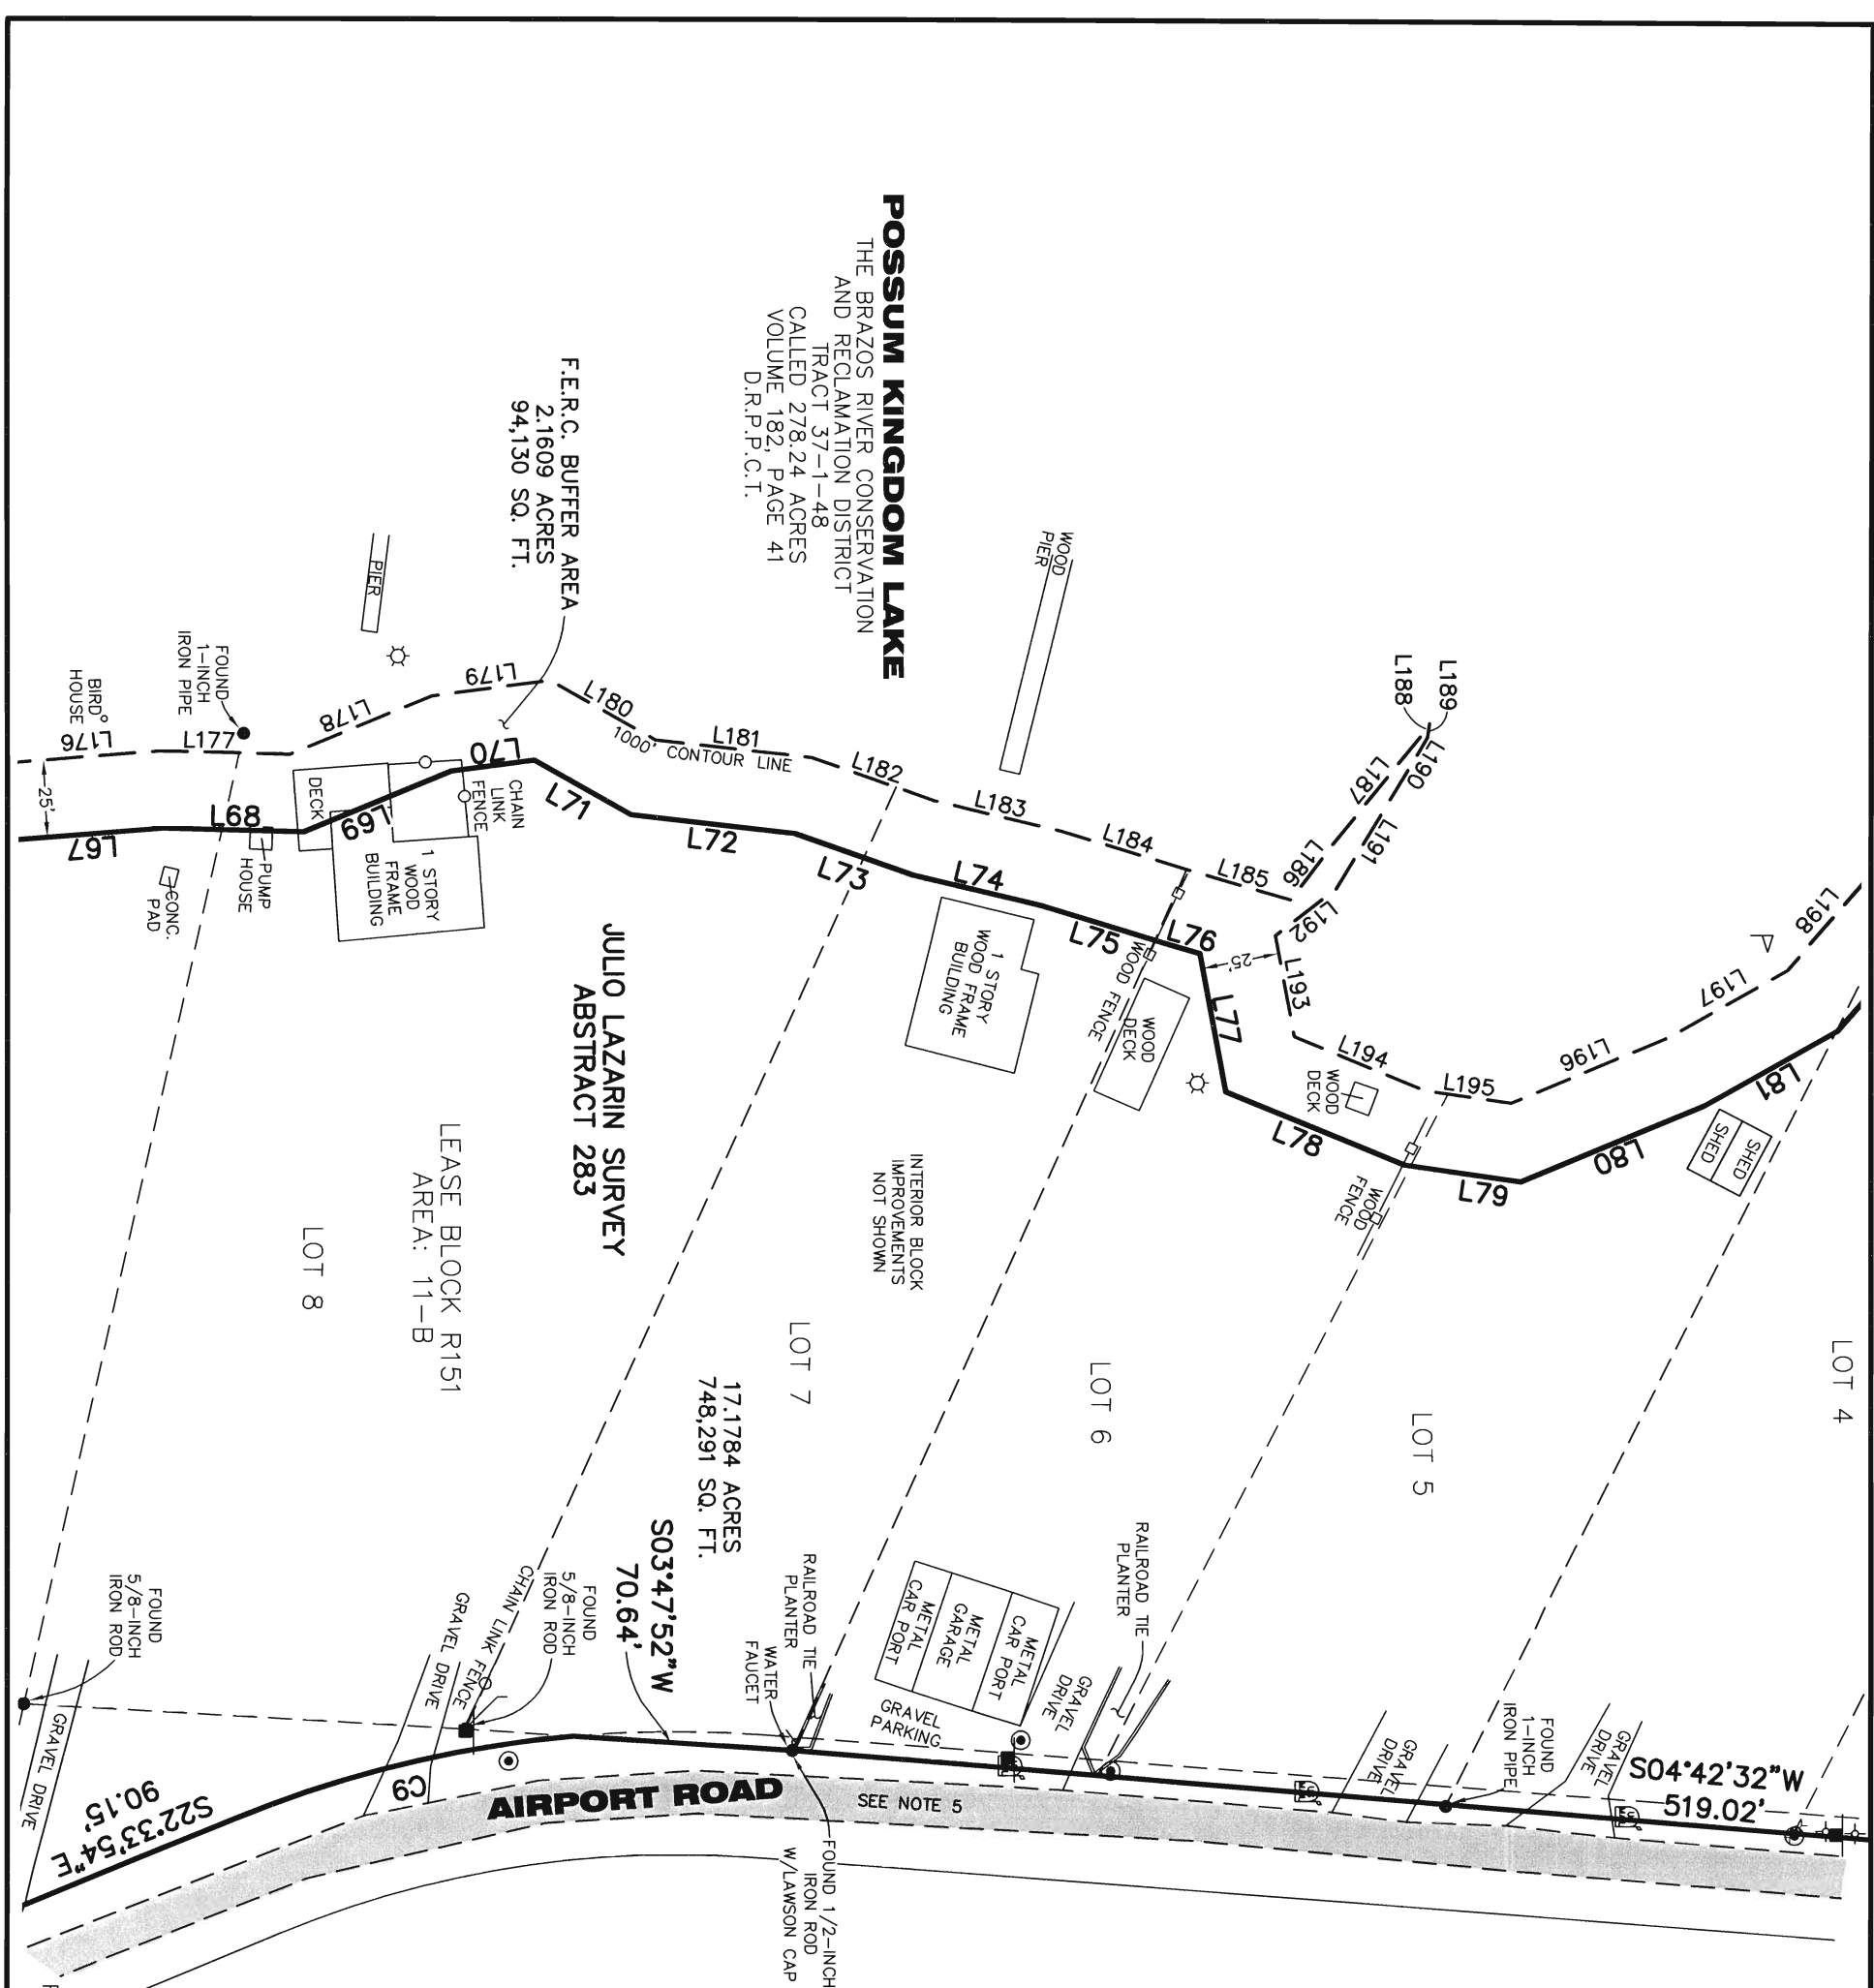 POSSUM KINGDOM LAKE
THE BRAZOS RIVER CONSERVATION
AND RECLAMATION DISTRICT
TRACT 37-1-48
CALLED 278.24 ACRES
VOLUME 182, PAGE 41
D.R.P.P.C.T.
F.E.R.C. BUFFER AREA
2.1609 ACRES
94,130 SQ. FT.
WOOD
PIER
PIER
L189
L188
L190
L187
L191
L186
L192
L185
L193
L184
L183
L182
L181
1000' CONTOUR LINE
L180
L179
L178
L177
L176
L194
L195
L196
L197
L198
FOUND
1-INCH
IRON PIPE
BIRD
HOUSE
25'
25'
L67
L68
L69
L70
L71
L72
L73
L74
L75
L76
L77
L78
L79
L80
L81
DECK
CHAIN
LINK
FENCE
1 STORY
WOOD
FRAME
BUILDING
PUMP
HOUSE
CONC.
PAD
1 STORY
WOOD FRAME
BUILDING
WOOD FENCE
WOOD
DECK
WOOD
DECK
WOOD
FENCE
SHED
SHED
JULIO LAZARIN SURVEY
ABSTRACT 283
LEASE BLOCK R151
AREA: 11-B
INTERIOR BLOCK
IMPROVEMENTS
NOT SHOWN
LOT 4
LOT 5
LOT 6
LOT 7
LOT 8
17.1784 ACRES
748,291 SQ. FT.
S03°47'52"W
70.64'
RAILROAD TIE
PLANTER
RAILROAD TIE
PLANTER
WATER
FAUCET
METAL
CAR PORT
METAL
GARAGE
METAL
CAR PORT
GRAVEL
PARKING
GRAVEL
DRIVE
GRAVEL
DRIVE
GRAVEL
DRIVE
FOUND
1-INCH
IRON PIPE
S04°42'32"W
519.02'
FOUND
5/8-INCH
IRON ROD
CHAIN LINK FENCE
GRAVEL DRIVE
FOUND
5/8-INCH
IRON ROD
GRAVEL DRIVE
S22°33'54"E
90.15'
C9
AIRPORT ROAD
SEE NOTE 5
FOUND 1/2-INCH
IRON ROD
W/LAWSON CAP